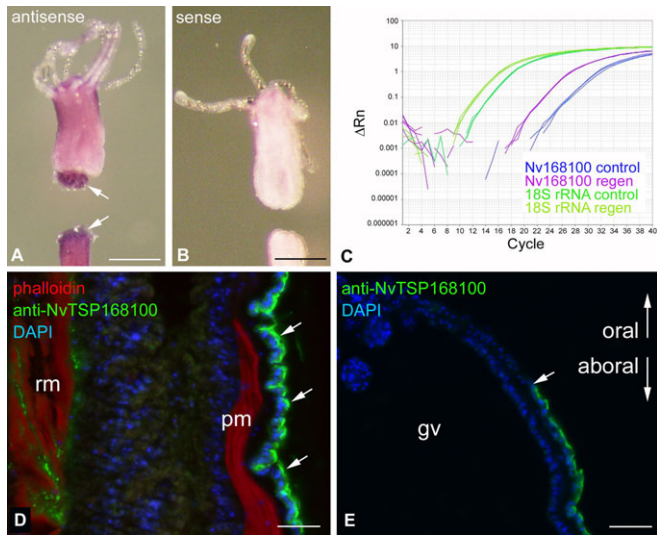 antisense
A
sense
B
C
100
10
1
0.1
0.01
0.001
0.0001
0.00001
0.000001
ΔRn
2 4 6 8 10 12 14 16 18 20 22 24 26 28 30 32 34 36 38 40
Cycle
Nv168100 control
Nv168100 regen
18S rRNA control
18S rRNA regen
phalloidin
anti-NvTSP168100
DAPI
rm
pm
D
anti-NvTSP168100
DAPI
oral
aboral
gv
E